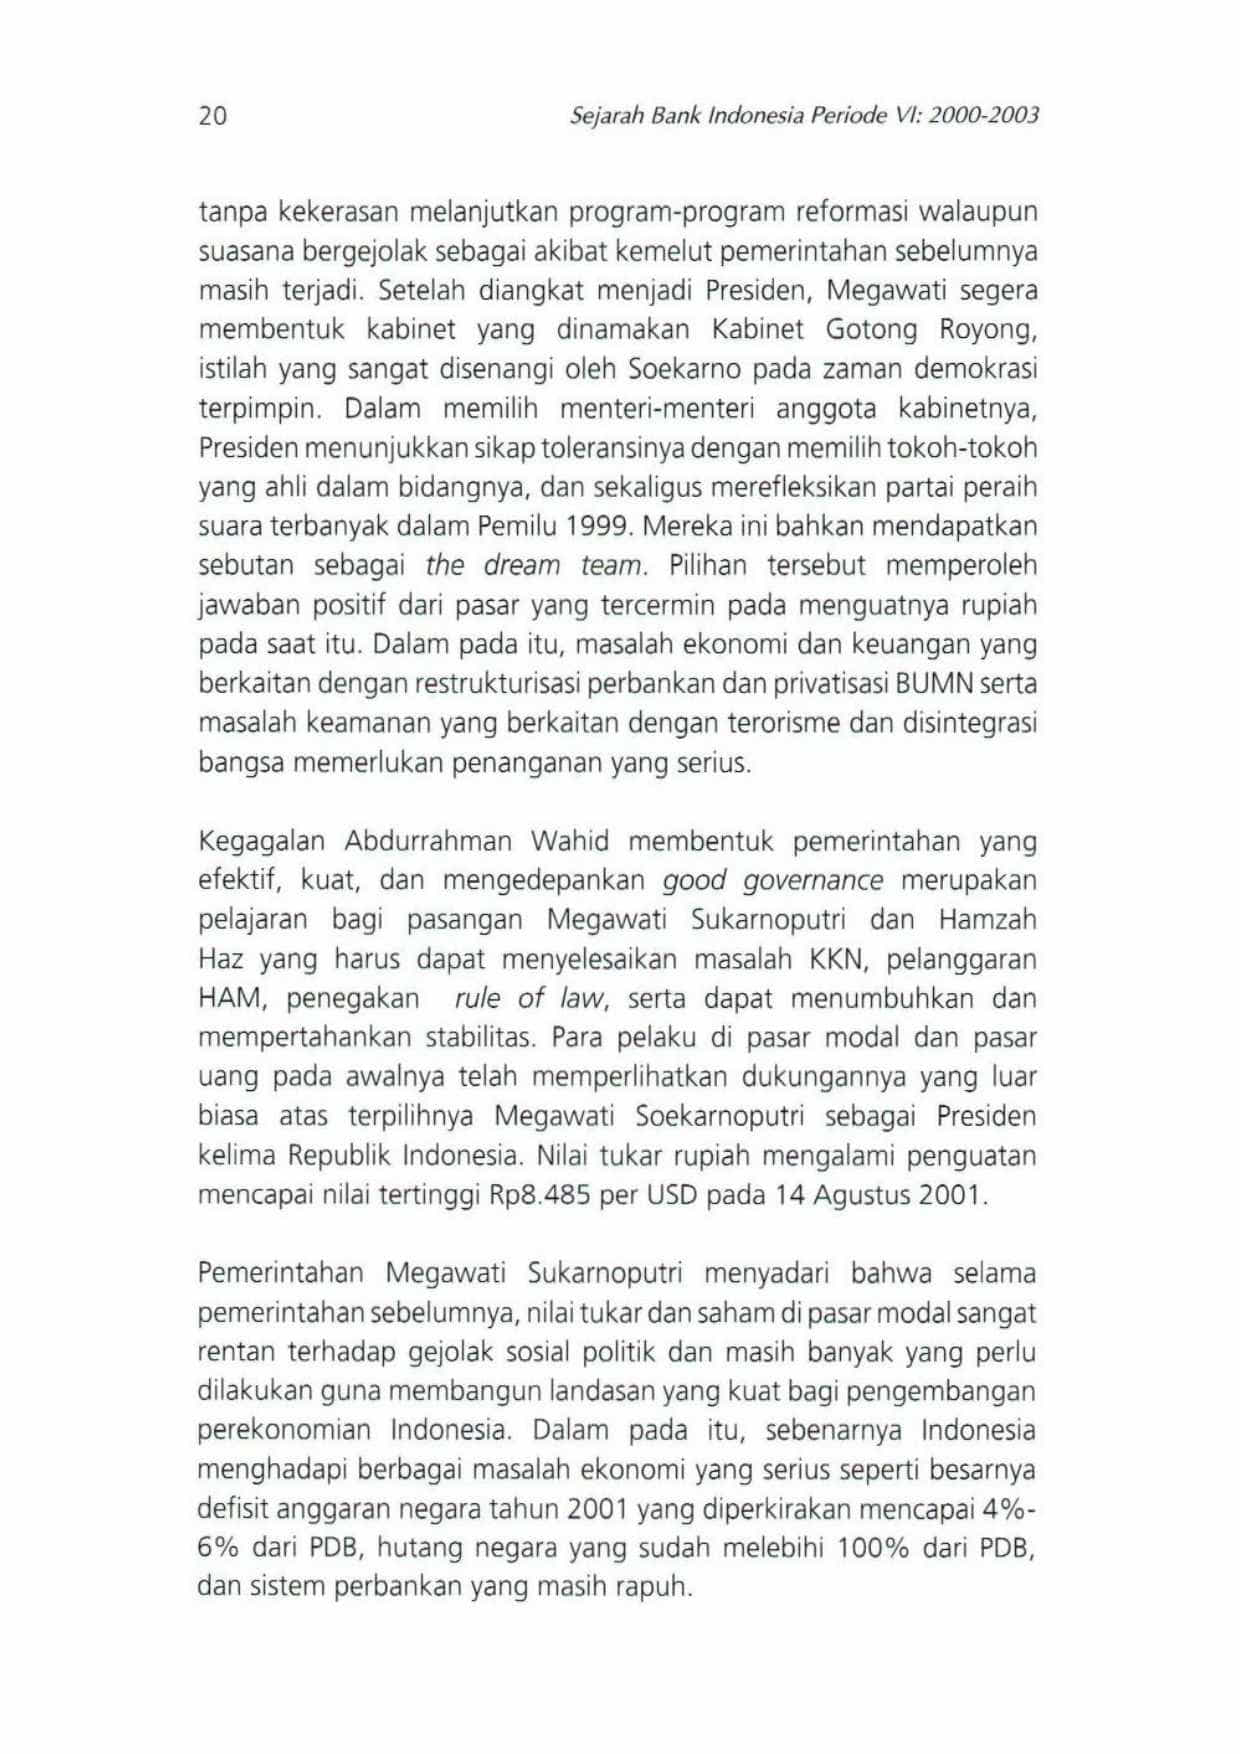 20
Sejarah Bank Indonesia Periode VI: 2000-2003
tanpa kekerasan melanjutkan program-program reformasi walaupun
suasana bergejolak sebagai akibat kemelut pemerintahan sebelumnya
masih terjadi. Setelah diangkat menjadi Presiden, Megawati segera
membentuk kabinet yang dinamakan Kabinet Gotong Royong,
istilah yang sangat disenangi oleh Soekarno pada zaman demokrasi
terpimpin. Dalam memilih menteri-menteri anggota kabinetnya,
Presiden menunjukkan sikap toleransinya dengan memilih tokoh-tokoh
yang ahli dalam bidangnya, dan sekaligus merefleksikan partai peraih
suara terbanyak dalam Pemilu 1999. Mereka ini bahkan mendapatkan
sebutan sebagai the dream team. Pilihan tersebut memperoleh
jawaban positif dari pasar yang tercermin pada menguatnya rupiah
pada saat itu. Dalam pada itu, masalah ekonomi dan keuangan yang
berkaitan dengan restrukturisasi perbankan dan privatisasi BUMN serta
masalah keamanan yang berkaitan dengan terorisme dan disintegrasi
bangsa memerlukan penanganan yang serius.
Kegagalan Abdurrahman Wahid membentuk pemerintahan yang
efektif, kuat, dan mengedepankan good governance merupakan
pelajaran bagi pasangan Megawati Sukarnoputri dan Hamzah
Haz yang harus dapat menyelesaikan masalah KKN, pelanggaran
HAM, penegakan rule of law, serta dapat menumbuhkan dan
mempertahankan stabilitas. Para pelaku di pasar modal dan pasar
uang pada awalnya telah memperlihatkan dukungannya yang luar
biasa atas terpilihnya Megawati Soekarnoputri sebagai Presiden
kelima Republik Indonesia. Nilai tukar rupiah mengalami penguatan
mencapai nilai tertinggi Rp8.485 per USD pada 14 Agustus 2001.
Pemerintahan Megawati Sukarnoputri menyadari bahwa selama
pemerintahan sebelumnya, nilai tukar dan saham di pasar modal sangat
rentan terhadap gejolak sosial politik dan masih banyak yang perlu
dilakukan guna membangun landasan yang kuat bagi pengembangan
perekonomian Indonesia. Dalam pada itu, sebenarnya Indonesia
menghadapi berbagai masalah ekonomi yang serius seperti besarnya
defisit anggaran negara tahun 2001 yang diperkirakan mencapai 4%-
6% dari PDB, hutang negara yang sudah melebihi 100% dari PDB,
dan sistem perbankan yang masih rapuh.